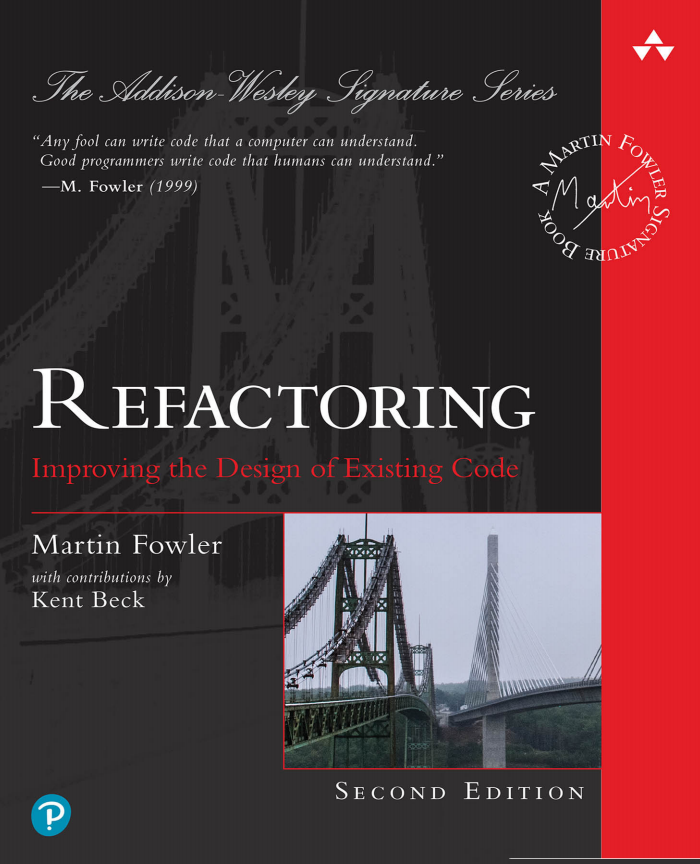 The Addison-Wesley Signature Series
“Any fool can write code that a computer can understand.
Good programmers write code that humans can understand.”
—M. Fowler (1999)
A MARTIN FOWLER SIGNATURE BOOK
Martin
REFACTORING
Improving the Design of Existing Code
Martin Fowler
with contributions by
Kent Beck
SECOND EDITION
P